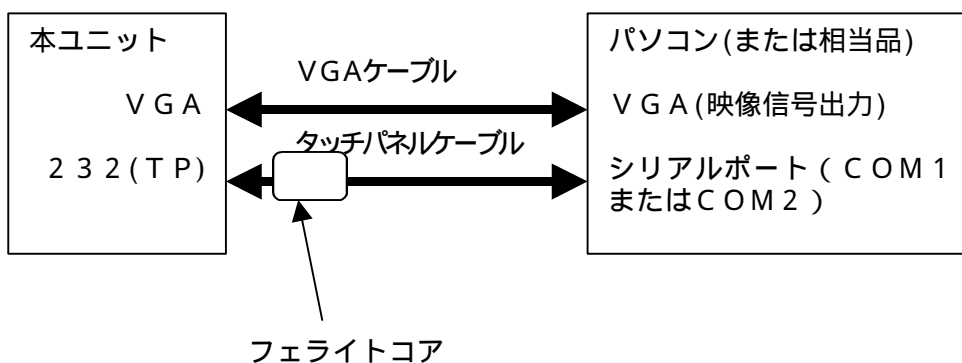 本ユニット
VGA
232(TP)
VGAケーブル
タッチパネルケーブル
パソコン(または相当品)
VGA(映像信号出力)
シリアルポート(COM1
またはCOM2)
フェライトコア